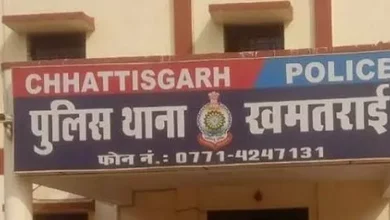 CHHATTISGARH POLICE
पुलिस थाना खमतराई
फोन नं.: 0771-4247131